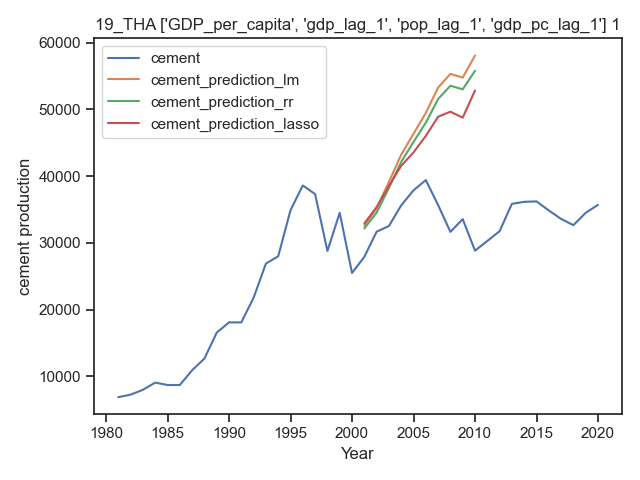 19_THA ['GDP_per_capita', 'gdp_lag_1', 'pop_lag_1', 'gdp_pc_lag_1'] 1
60000
50000
40000
30000
20000
10000
cement production
cement
cement_prediction_lm
cement_prediction_rr
cement_prediction_lasso
1980 1985 1990 1995 2000 2005 2010 2015 2020
Year